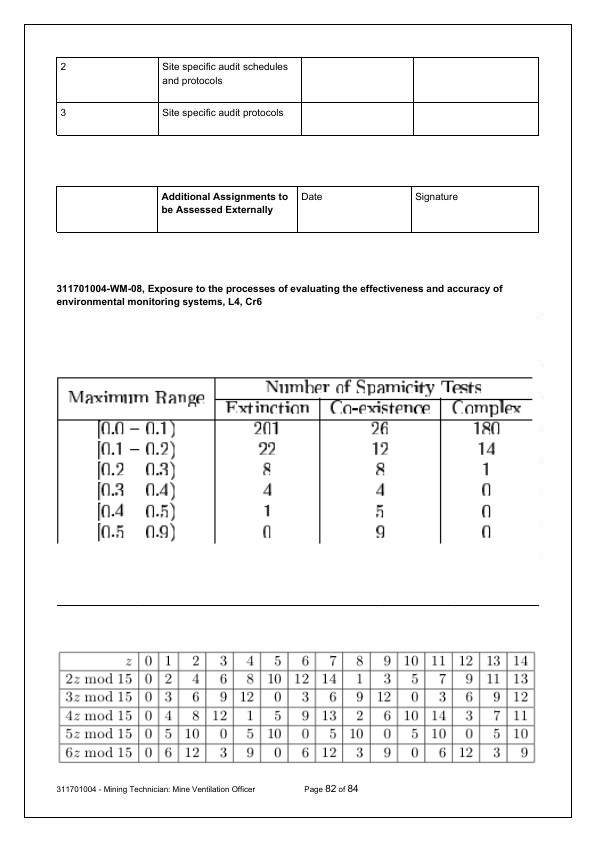 2 Site specific audit schedules
and protocols
3 Site specific audit protocols
Additional Assignments to Date Signature
be Assessed Externally
311701004-WM-08, Exposure to the processes of evaluating the effectiveness and accuracy of
environmental monitoring systems, L4, Cr6
Maximum Range Number of Spamicity Tests
Extinction Co-existence Complex
[0.0 – 0.1) 201 26 180
[0.1 – 0.2) 22 12 14
[0.2 0.3) 8 8 1
[0.3 0.4) 4 4 0
[0.4 0.5) 1 5 0
[0.5 0.9) 0 9 0
z 0 1 2 3 4 5 6 7 8 9 10 11 12 13 14
2z mod 15 0 2 4 6 8 10 12 14 1 3 5 7 9 11 13
3z mod 15 0 3 6 9 12 0 3 6 9 12 0 3 6 9 12
4z mod 15 0 4 8 12 1 5 9 13 2 6 10 14 3 7 11
5z mod 15 0 5 10 0 5 10 0 5 10 0 5 10 0 5 10
6z mod 15 0 6 12 3 9 0 6 12 3 9 0 6 12 3 9
311701004 - Mining Technician: Mine Ventilation Officer Page 82 of 84